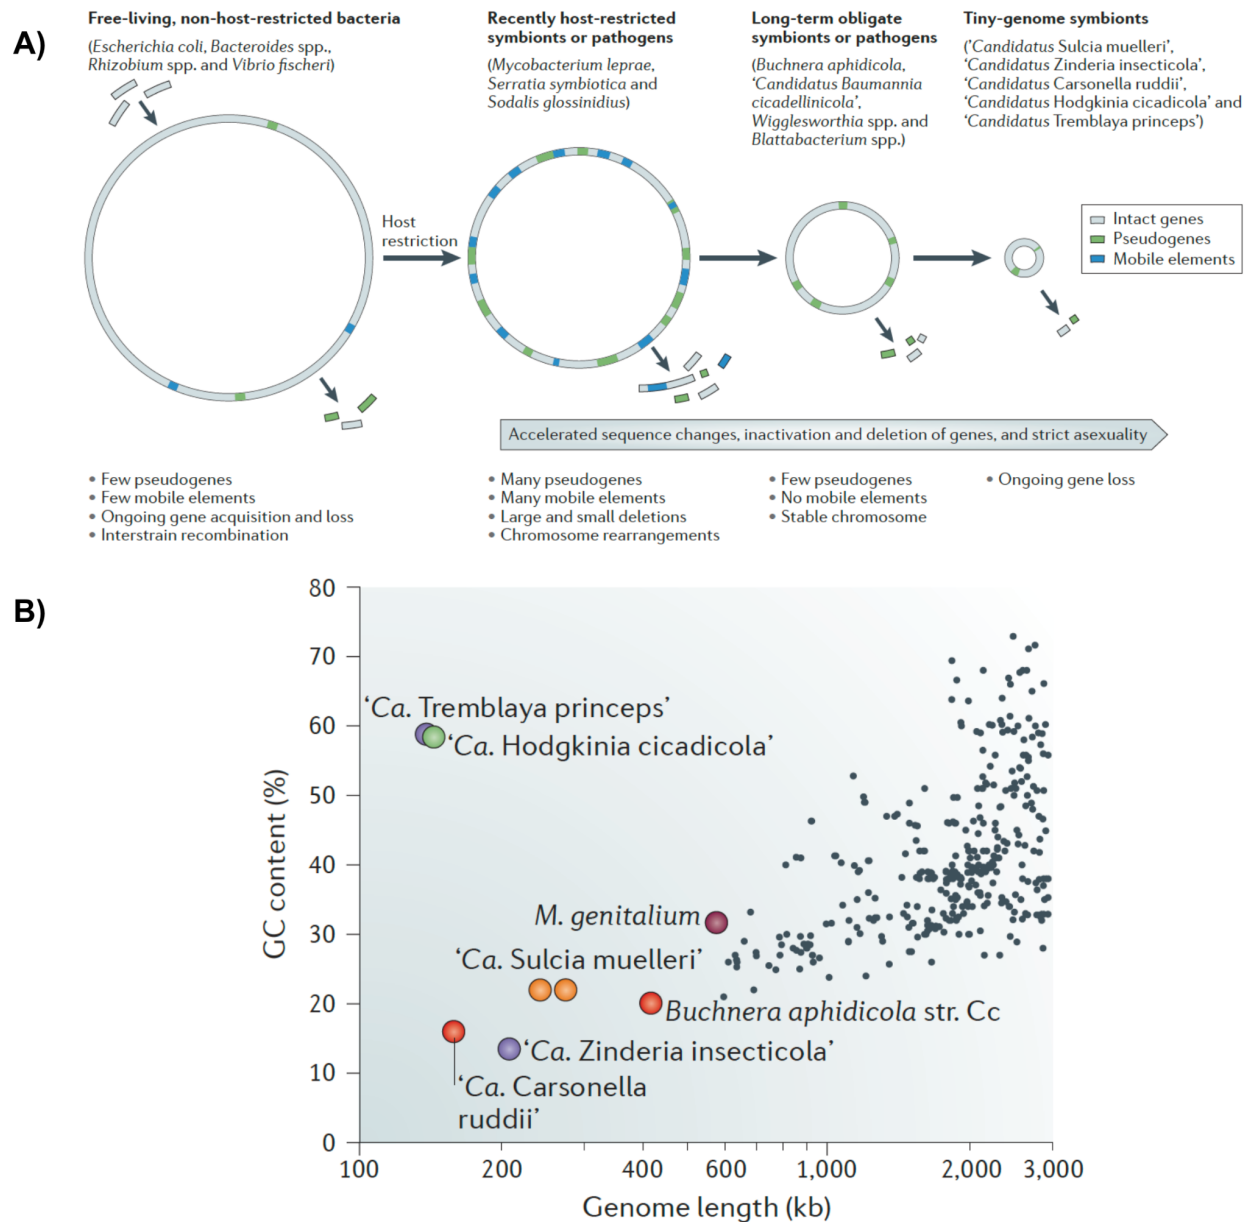 A)
Free-living, non-host-restricted bacteria
(Escherichia coli, Bacteroides spp.,
Rhizobium spp. and Vibrio fischeri)
Recently host-restricted
symbionts or pathogens
(Mycobacterium leprae,
Serratia symbiotica and
Sodalis glossinidius)
Long-term obligate
symbionts or pathogens
(Buchnera aphidicola,
‘Candidatus Baumannia
cicadellinicola’,
Wigglesworthia spp. and
Blattabacterium spp.)
Tiny-genome symbionts
(‘Candidatus Sulcia muelleri’,
‘Candidatus Zinderia insecticola’,
‘Candidatus Carsonella ruddii’,
‘Candidatus Hodgkinia cicadicola’ and
‘Candidatus Tremblaya princeps’)
Host
restriction
Intact genes
Pseudogenes
Mobile elements
Accelerated sequence changes, inactivation and deletion of genes, and strict asexuality
• Few pseudogenes
• Few mobile elements
• Ongoing gene acquisition and loss
• Interstrain recombination
• Many pseudogenes
• Many mobile elements
• Large and small deletions
• Chromosome rearrangements
• Few pseudogenes
• No mobile elements
• Stable chromosome
• Ongoing gene loss
B)
GC content (%)
80
70
60
50
40
30
20
10
0
‘Ca. Tremblaya princeps’
‘Ca. Hodgkinia cicadicola’
M. genitalium
‘Ca. Sulcia muelleri’
Buchnera aphidicola str. Cc
‘Ca. Zinderia insecticola’
‘Ca. Carsonella
ruddii’
100 200 400 600 1,000 2,000 3,000
Genome length (kb)